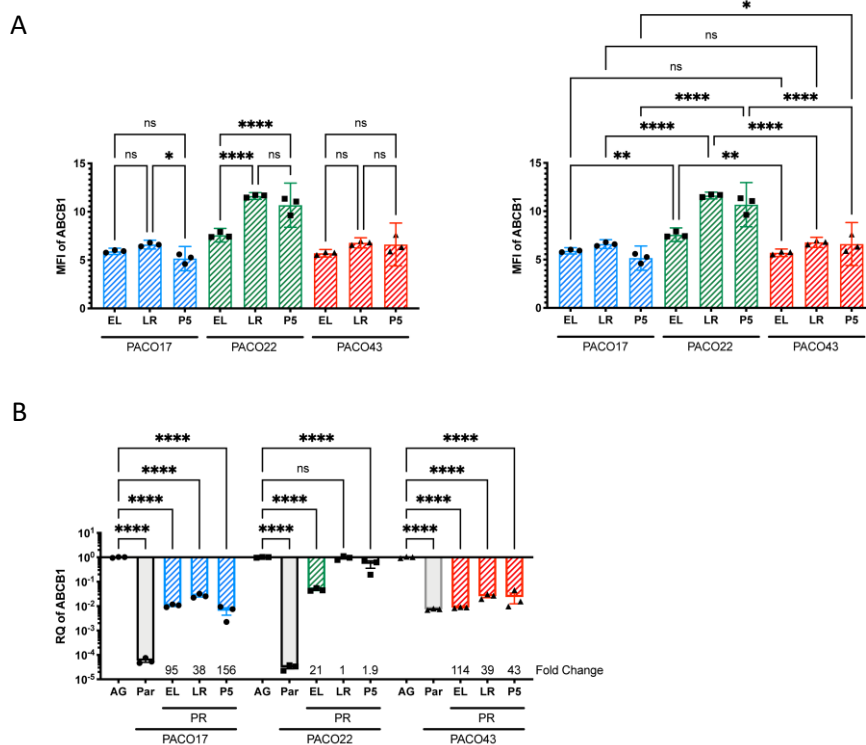 A
ns
ns
*
****
****
ns
ns
ns
ns
MFI of ABCB1
15
10
5
0
EL LR P5 EL LR P5 EL LR P5
PACO17 PACO22 PACO43
*
ns
ns
**** ****
**** ****
** **
MFI of ABCB1
15
10
5
0
EL LR P5 EL LR P5 EL LR P5
PACO17 PACO22 PACO43
B
**** **** ****
**** ns ****
**** **** ****
**** **** ****
RQ of ABCB1
10¹
10⁰
10⁻¹
10⁻²
10⁻³
10⁻⁴
10⁻⁵
95 38 156 21 1 1.9 114 39 43 Fold Change
AG Par EL LR P5 AG Par EL LR P5 AG Par EL LR P5
PR PR PR
PACO17 PACO22 PACO43